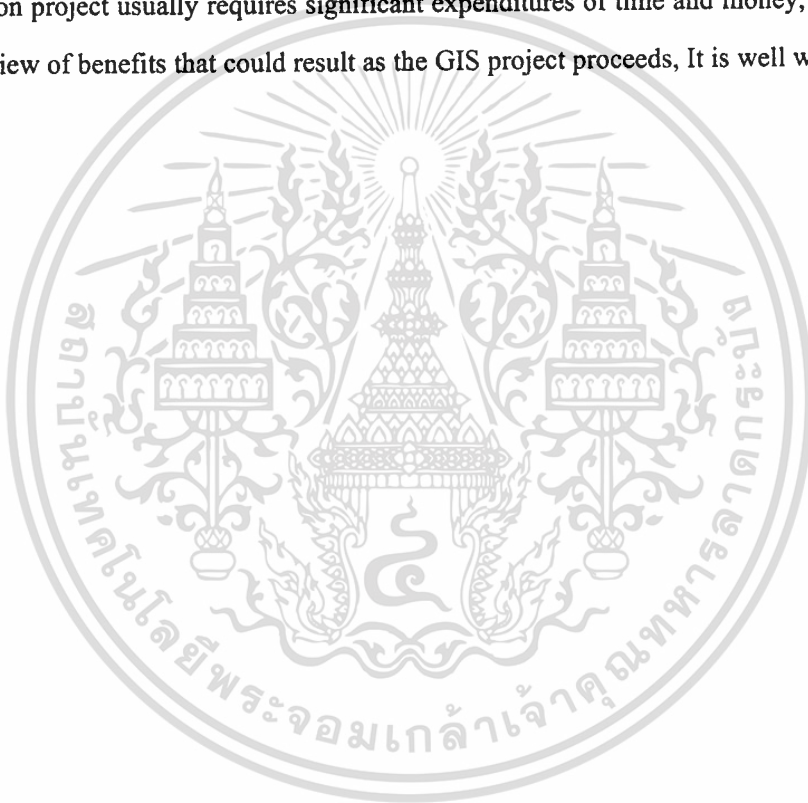 on project usually requires significant expenditures of time and money,
iew of benefits that could result as the GIS project proceeds, It is well w
สถาบันเทคโนโลยีพระจอมเกล้าเจ้าคุณทหารลาดกระบัง
๔